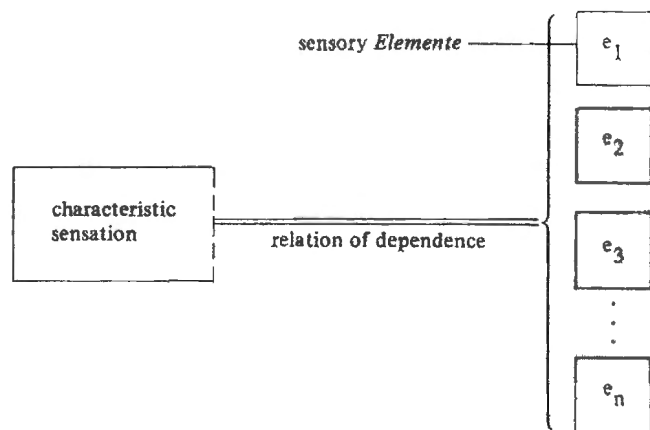 sensory Elemente
e1
e2
characteristic
sensation
relation of dependence
e3
en